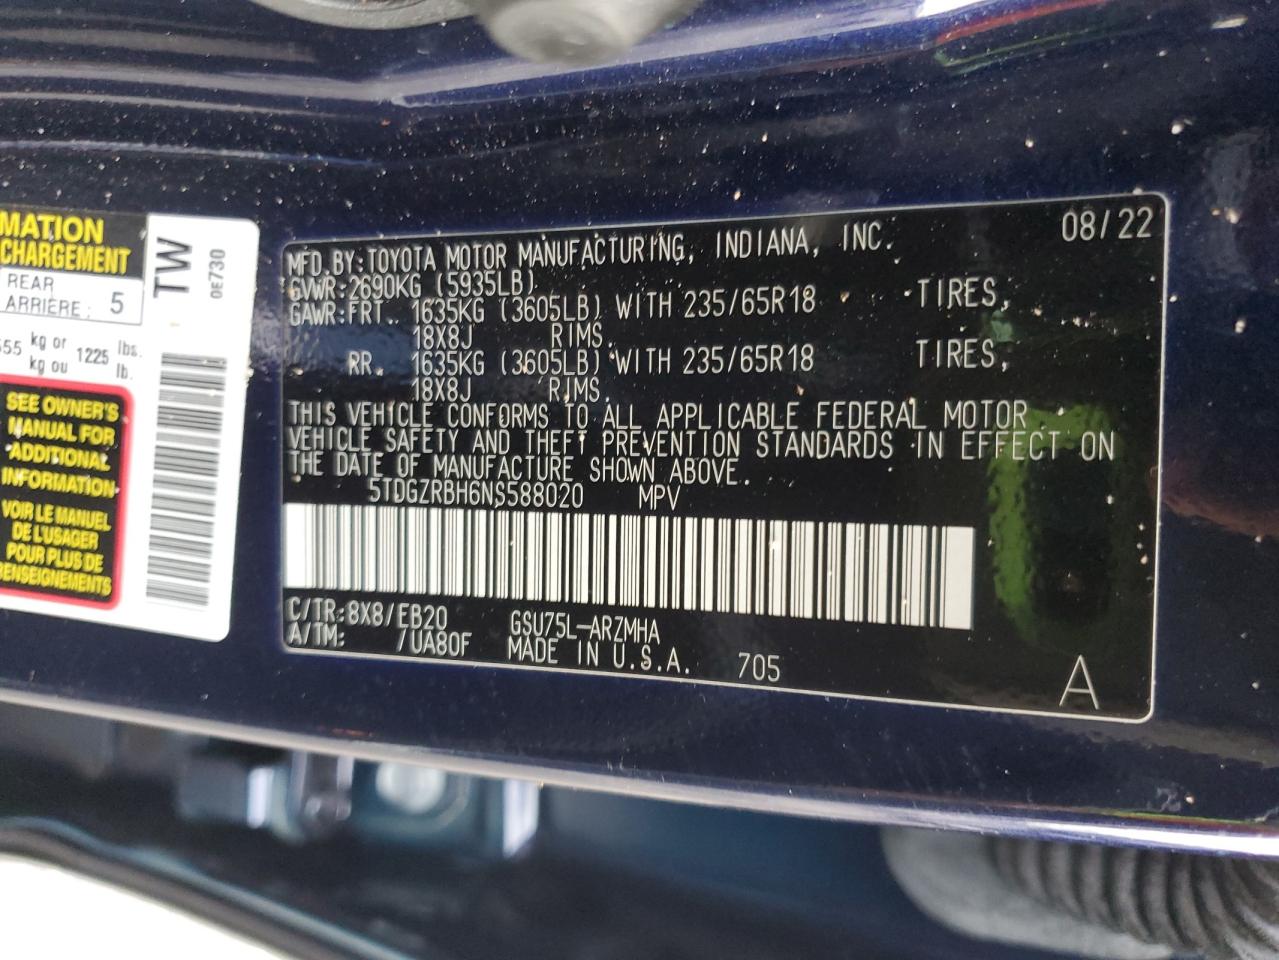 MATION
CHARGEMENT
REAR
ARRIÈRE: 5
555 kg or 1225 lbs.
kg ou lb.
SEE OWNER'S
MANUAL FOR
ADDITIONAL
INFORMATION
VOIR LE MANUEL
DE L'USAGER
POUR PLUS DE
RENSEIGNEMENTS
TW
0E730
08/22
MFD.BY:TOYOTA MOTOR MANUFACTURING, INDIANA, INC.
GVWR:2690KG (5935LB)
GAWR:FRT. 1635KG (3605LB) WITH 235/65R18 TIRES,
18X8J RIMS.
RR. 1635KG (3605LB) WITH 235/65R18 TIRES,
18X8J RIMS.
THIS VEHICLE CONFORMS TO ALL APPLICABLE FEDERAL MOTOR
VEHICLE SAFETY AND THEFT PREVENTION STANDARDS IN EFFECT ON
THE DATE OF MANUFACTURE SHOWN ABOVE.
5TDGZRBH6NS588020 MPV
C/TR:8X8/EB20 GSU75L-ARZMHA
A/TM: /UA80F MADE IN U.S.A. 705
A